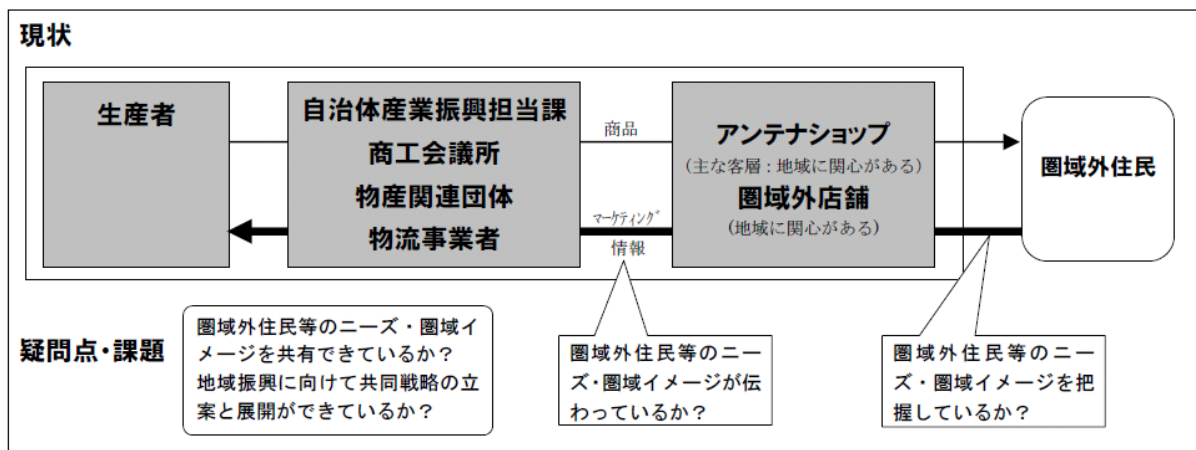 現状
生産者
自治体産業振興担当課
商工会議所
物産関連団体
物流事業者
商品
マーケティング
情報
アンテナショップ
(主な客層:地域に関心がある)
圏域外店舗
(地域に関心がある)
圏域外住民
疑問点・課題
圏域外住民等のニーズ・圏域イ
メージを共有できているか?
地域振興に向けて共同戦略の立
案と展開ができているか?
圏域外住民等のニー
ズ・圏域イメージが伝
わっているか?
圏域外住民等のニー
ズ・圏域イメージを把
握しているか?